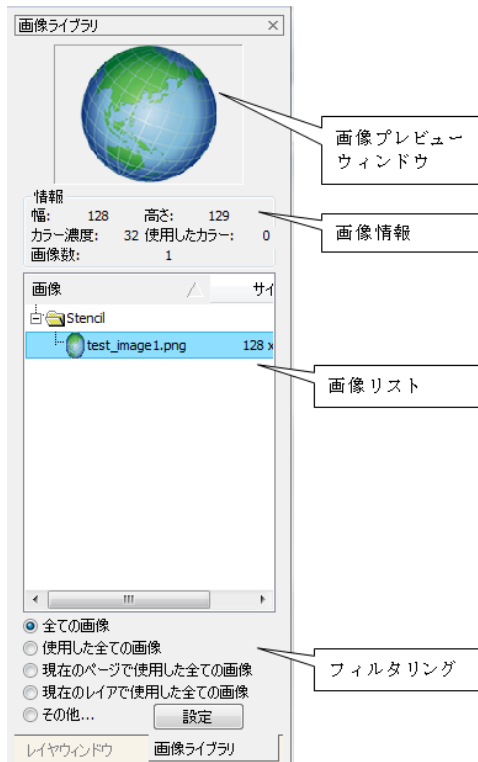 画像ライブラリ
画像プレビュー
ウィンドウ
情報
幅: 128 高さ: 129
カラー濃度: 32 使用したカラー: 0
画像数: 1
画像情報
画像 サイ
Stencil
test_image1.png 128 x
画像リスト
全ての画像
使用した全ての画像
現在のページで使用した全ての画像
現在のレイアで使用した全ての画像
その他... 設定
フィルタリング
レイヤウィンドウ 画像ライブラリ